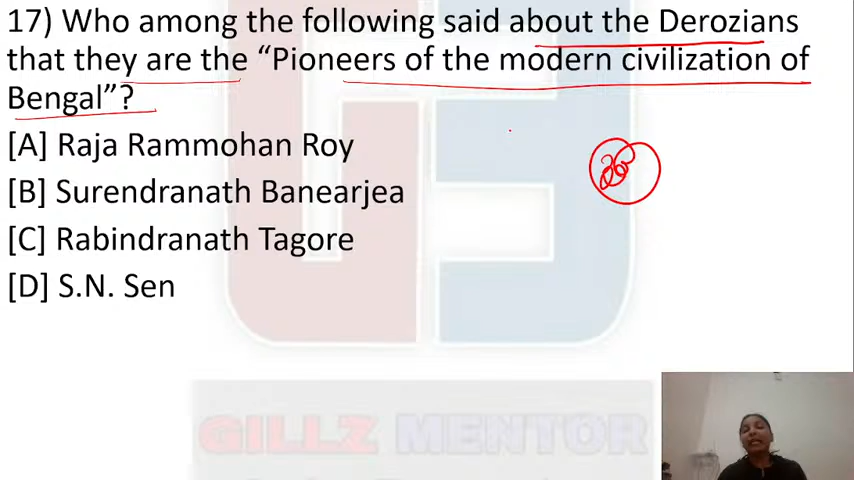 17) Who among the following said about the Derozians
that they are the “Pioneers of the modern civilization of
Bengal”?
[A] Raja Rammohan Roy
[B] Surendranath Banearjea
[C] Rabindranath Tagore
[D] S.N. Sen
GILLZ MENTOR